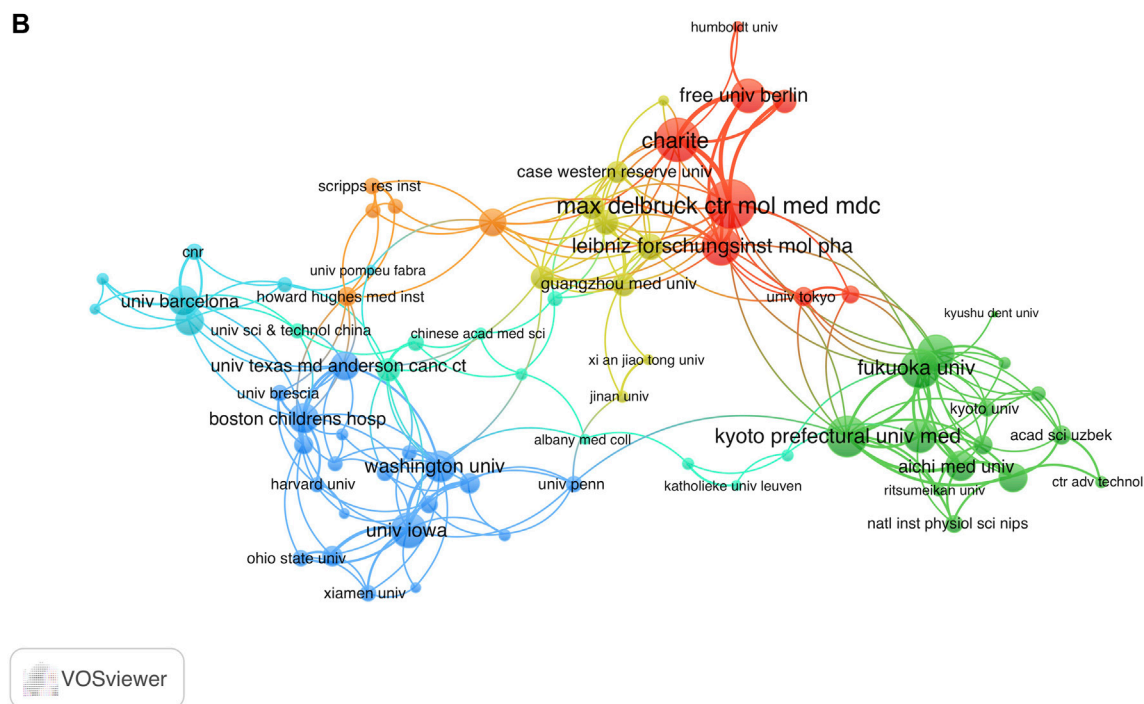 B
humboldt univ
free univ berlin
charite
case western reserve univ
scripps res inst
max delbruck ctr mol med mdc
leibniz forschungsinst mol pha
cnr
univ pompeu fabra
guangzhou med univ
howard hughes med inst
univ tokyo
univ barcelona
kyushu dent univ
univ sci & technol china
chinese acad med sci
xi an jiao tong univ
univ texas md anderson canc ct
fukuoka univ
univ brescia
jinan univ
kyoto univ
boston childrens hosp
albany med coll
kyoto prefectural univ med
acad sci uzbek
washington univ
aichi med univ
harvard univ
univ penn
katholieke univ leuven
ritsumeikan univ
ctr adv technol
univ iowa
natl inst physiol sci nips
ohio state univ
xiamen univ
VOSviewer